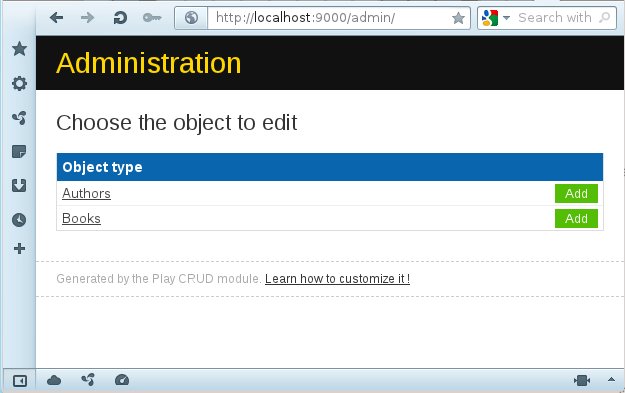 http://localhost:9000/admin/ Search with
Administration
Choose the object to edit
Object type
Authors Add
Books Add
Generated by the Play CRUD module. Learn how to customize it !